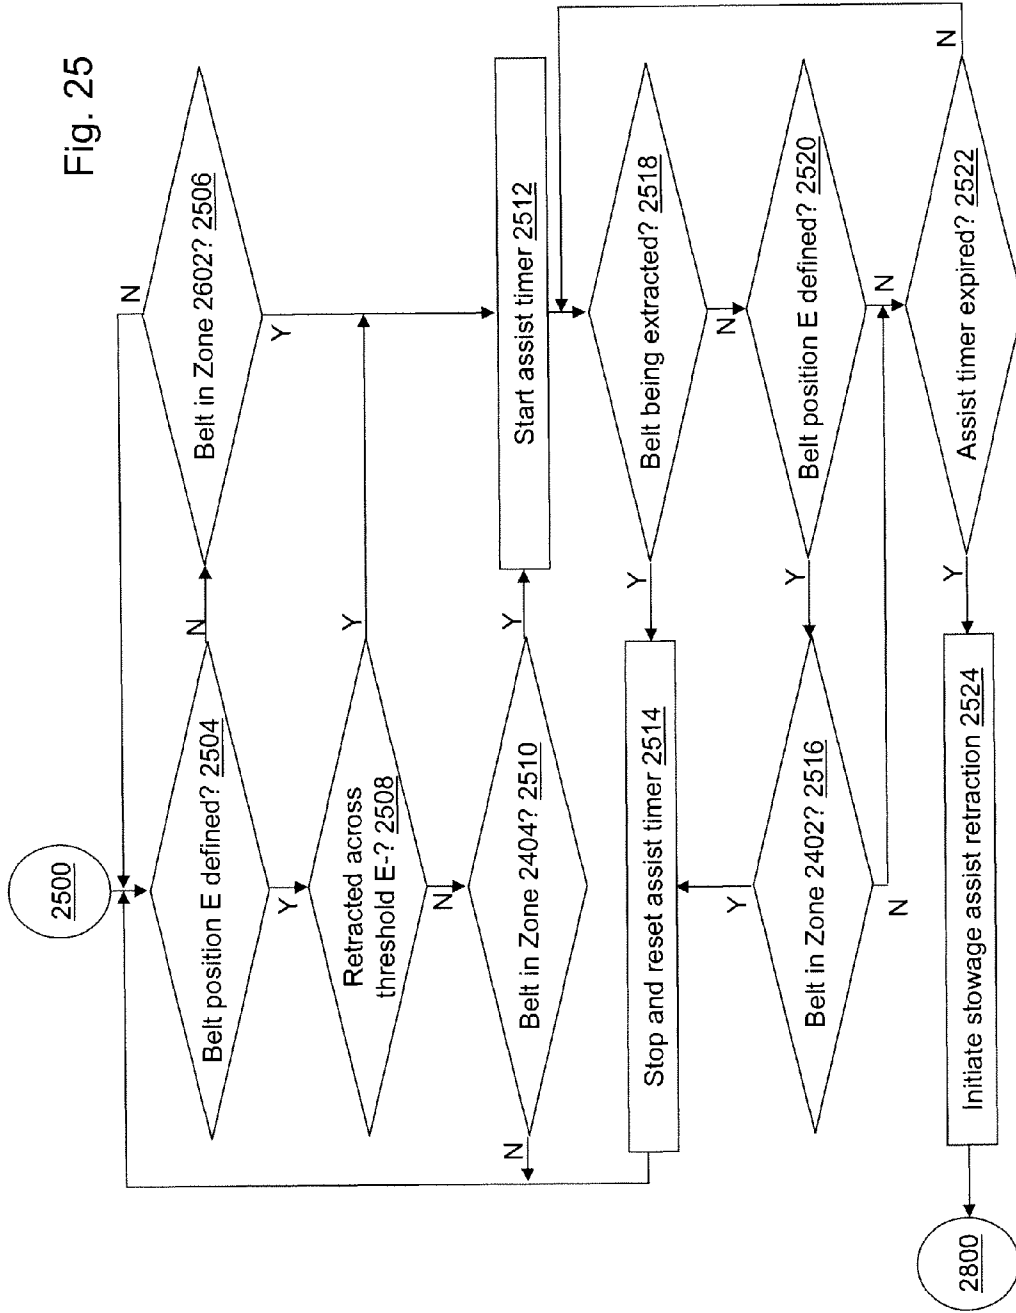 Fig. 25
2500
Belt position E defined? 2504
N
Belt in Zone 2602? 2506
N
Y
Y
Retracted across
threshold E-? 2508
Y
N
Belt in Zone 2404? 2510
Y
N
Start assist timer 2512
Stop and reset assist timer 2514
Y
Belt being extracted? 2518
N
Y
Belt in Zone 2402? 2516
N
Y
Belt position E defined? 2520
N
Initiate stowage assist retraction 2524
Y
Assist timer expired? 2522
N
2800